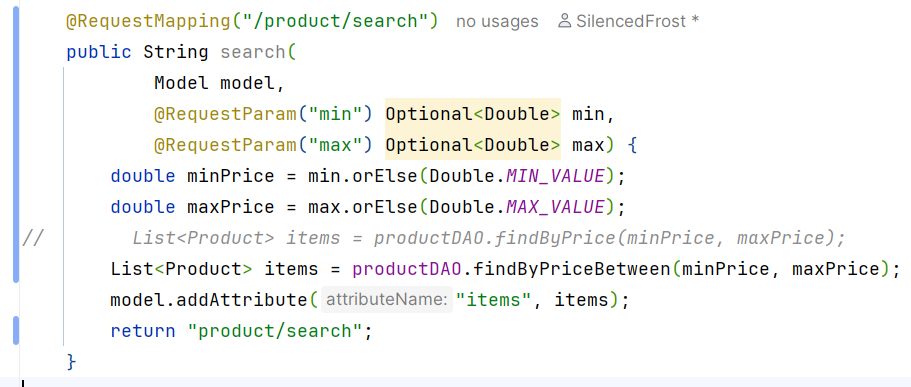 @RequestMapping("/product/search") no usages SilencedFrost *
public String search(
Model model,
@RequestParam("min") Optional<Double> min,
@RequestParam("max") Optional<Double> max) {
double minPrice = min.orElse(Double.MIN_VALUE);
double maxPrice = max.orElse(Double.MAX_VALUE);
// List<Product> items = productDAO.findByPrice(minPrice, maxPrice);
List<Product> items = productDAO.findByPriceBetween(minPrice, maxPrice);
model.addAttribute( attributeName: "items", items);
return "product/search";
}